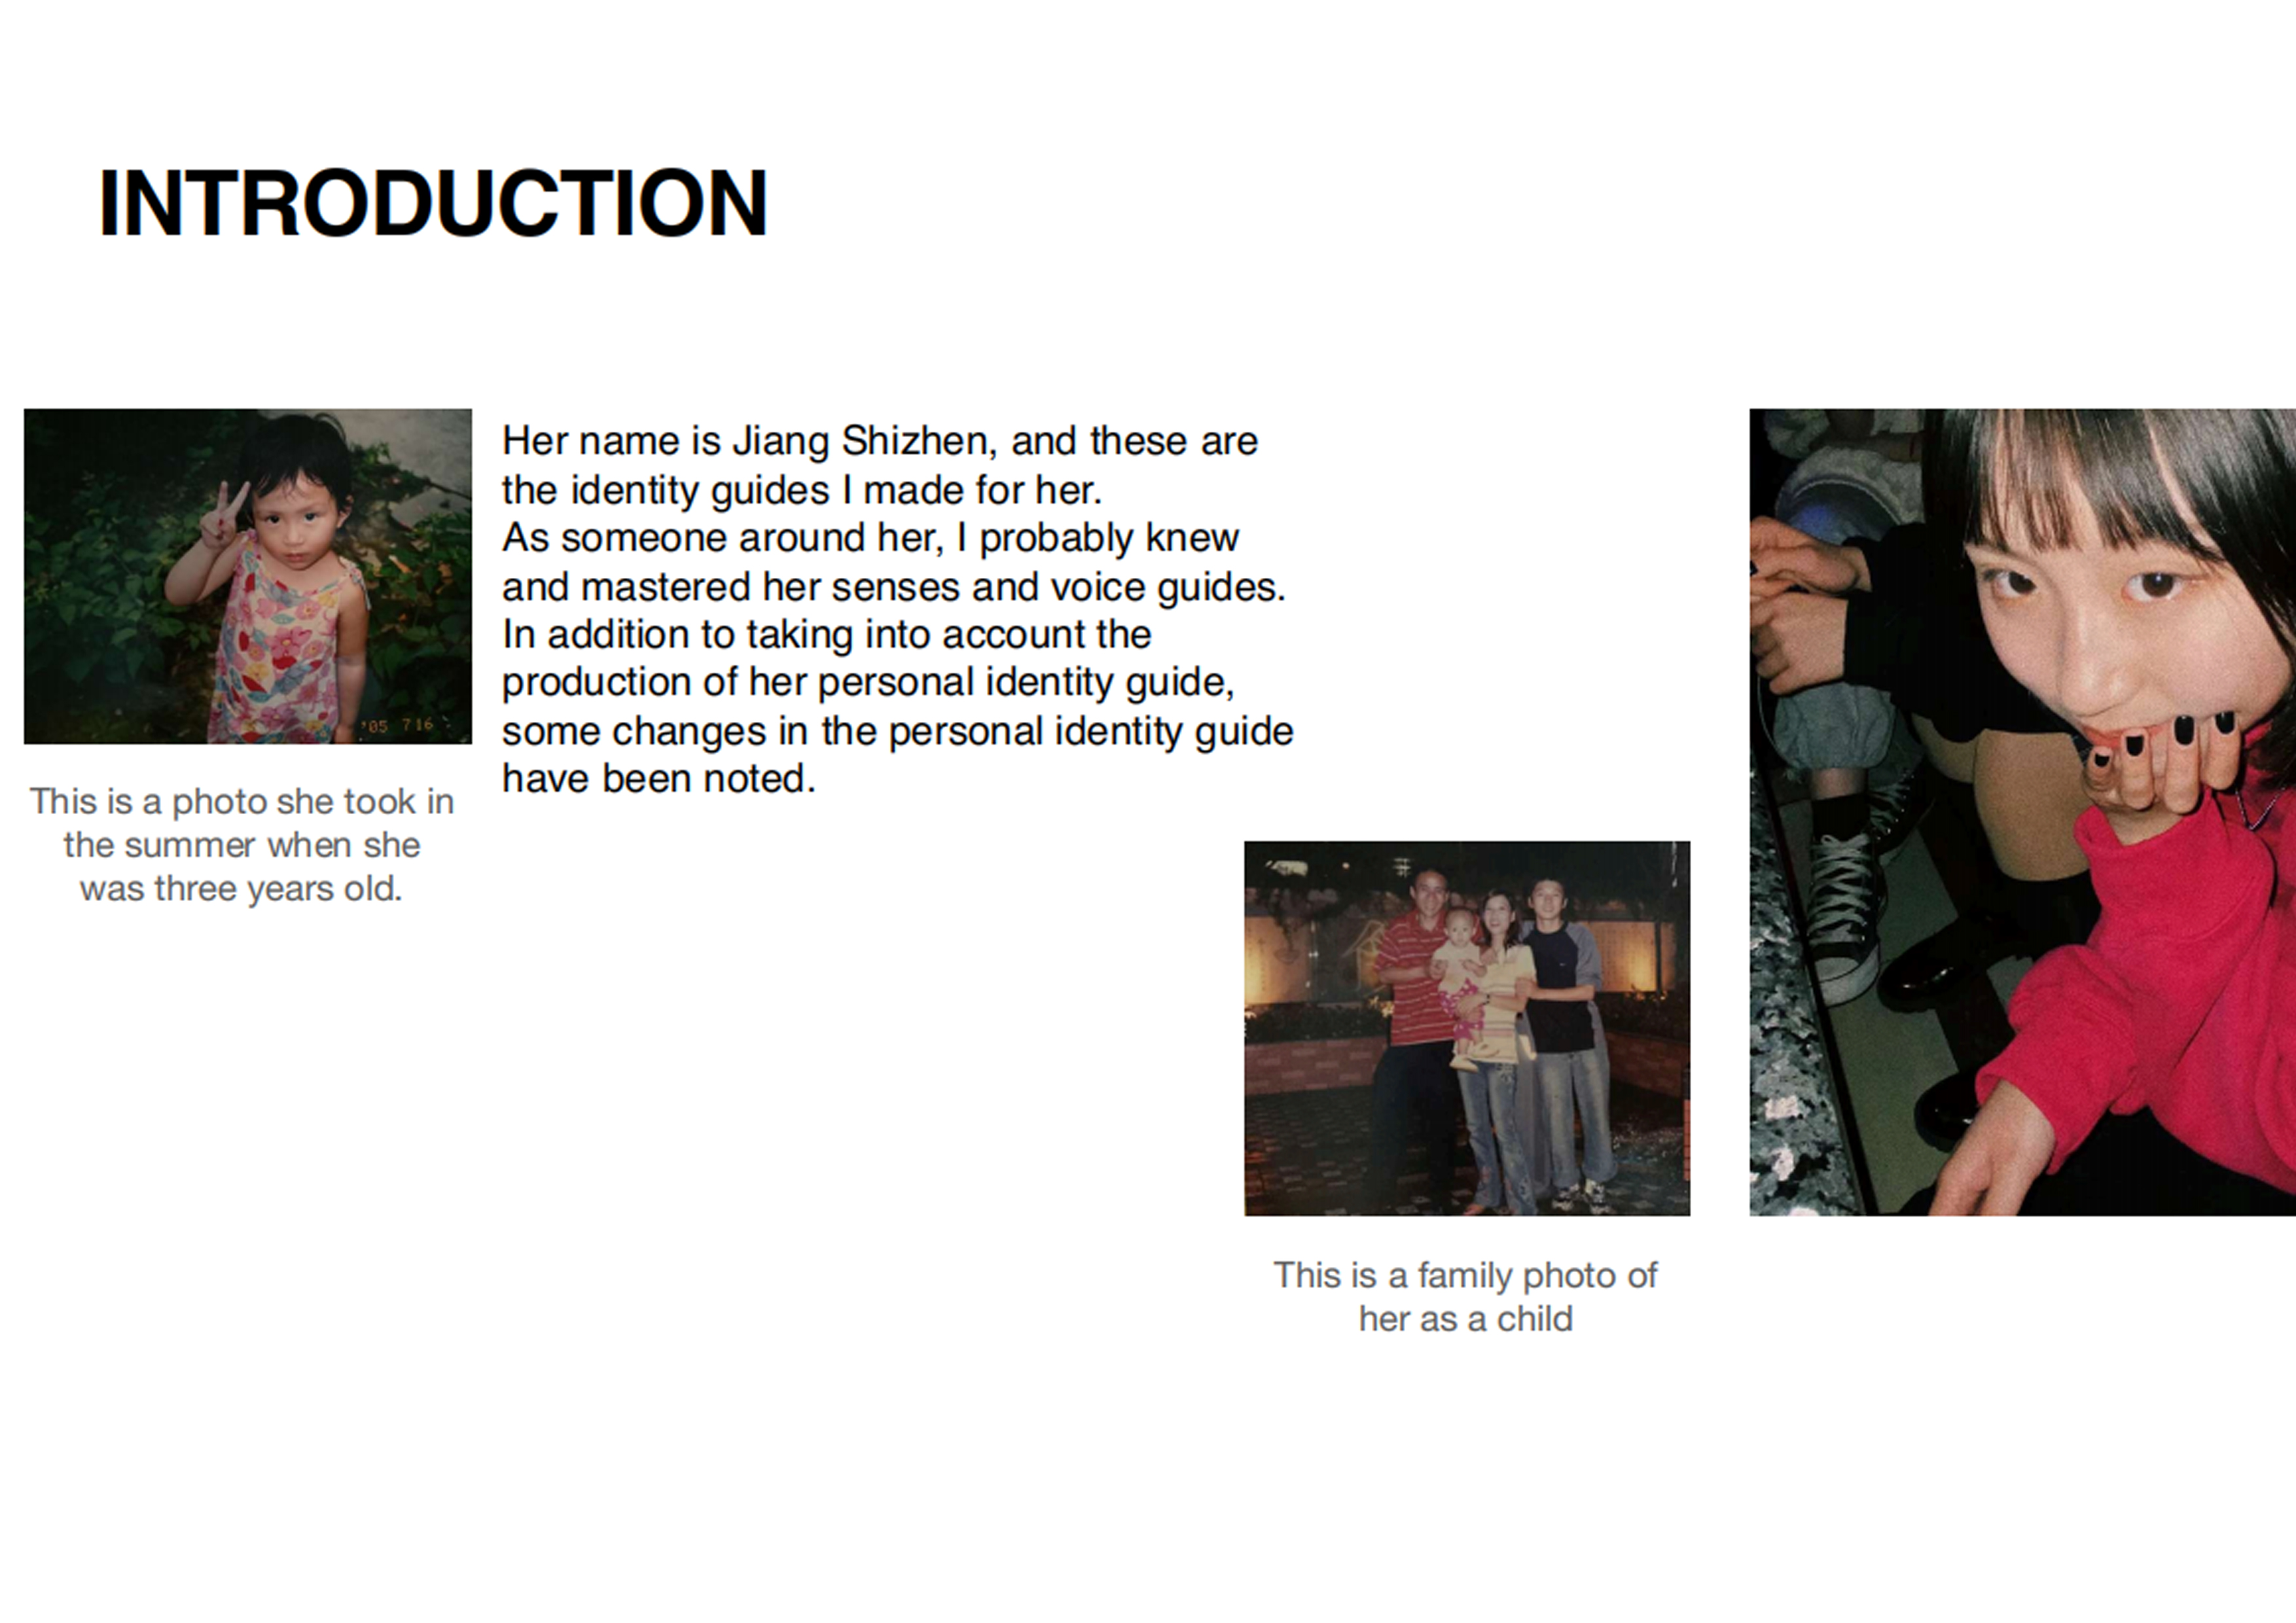 INTRODUCTION
Her name is Jiang Shizhen, and these are
the identity guides I made for her.
As someone around her, I probably knew
and mastered her senses and voice guides.
In addition to taking into account the
production of her personal identity guide,
some changes in the personal identity guide
have been noted.
'05 7 16
This is a photo she took in
the summer when she
was three years old.
This is a family photo of
her as a child